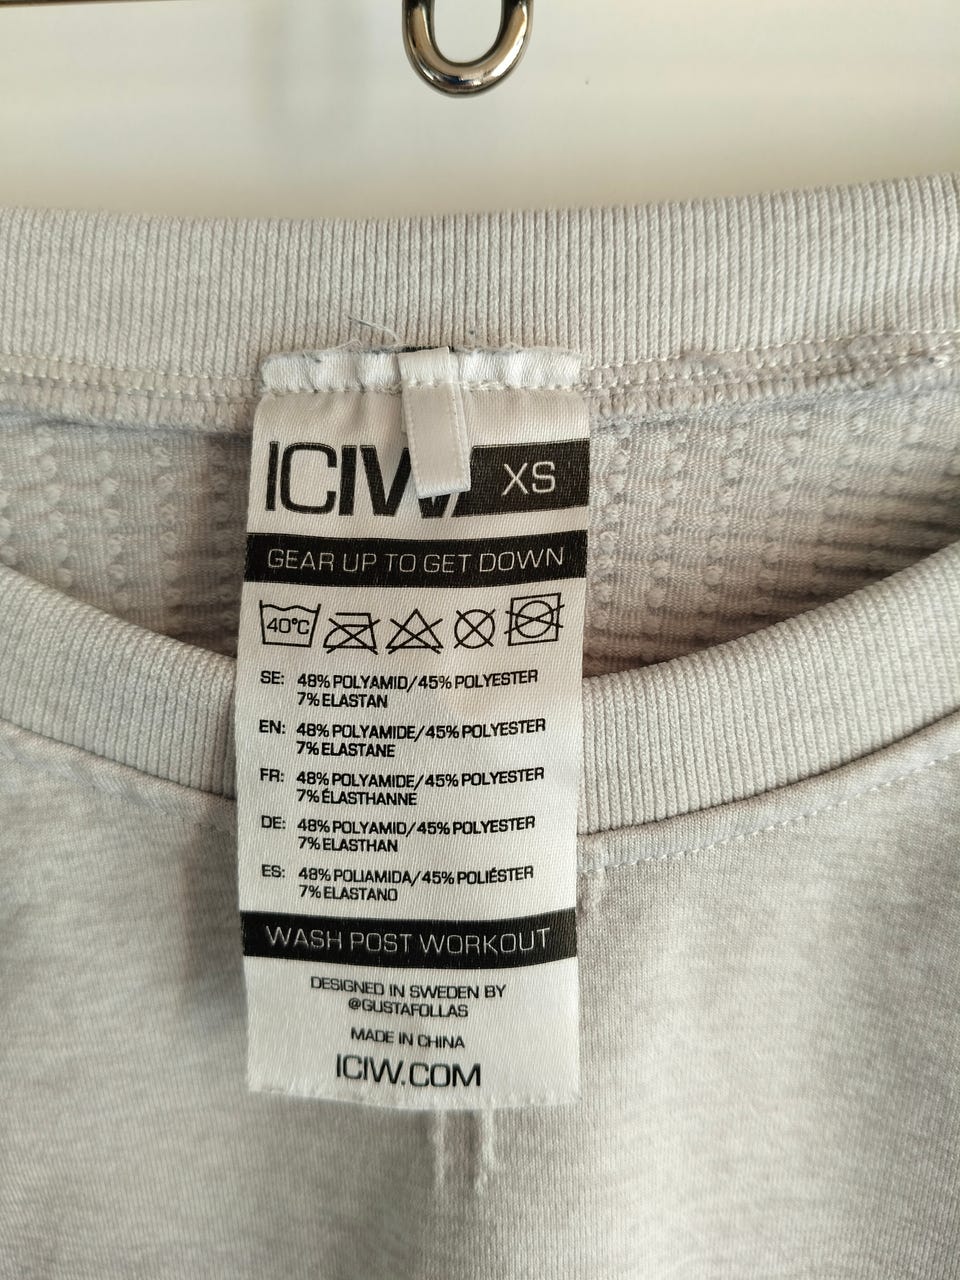 ICIW XS
GEAR UP TO GET DOWN
40°C
SE: 48% POLYAMID/45% POLYESTER
7% ELASTAN
EN: 48% POLYAMIDE/45% POLYESTER
7% ELASTANE
FR: 48% POLYAMIDE/45% POLYESTER
7% ÉLASTHANNE
DE: 48% POLYAMID/45% POLYESTER
7% ELASTHAN
ES: 48% POLIAMIDA/45% POLIÉSTER
7% ELASTANO
WASH POST WORKOUT
DESIGNED IN SWEDEN BY
@GUSTAFOLLAS
MADE IN CHINA
ICIW.COM